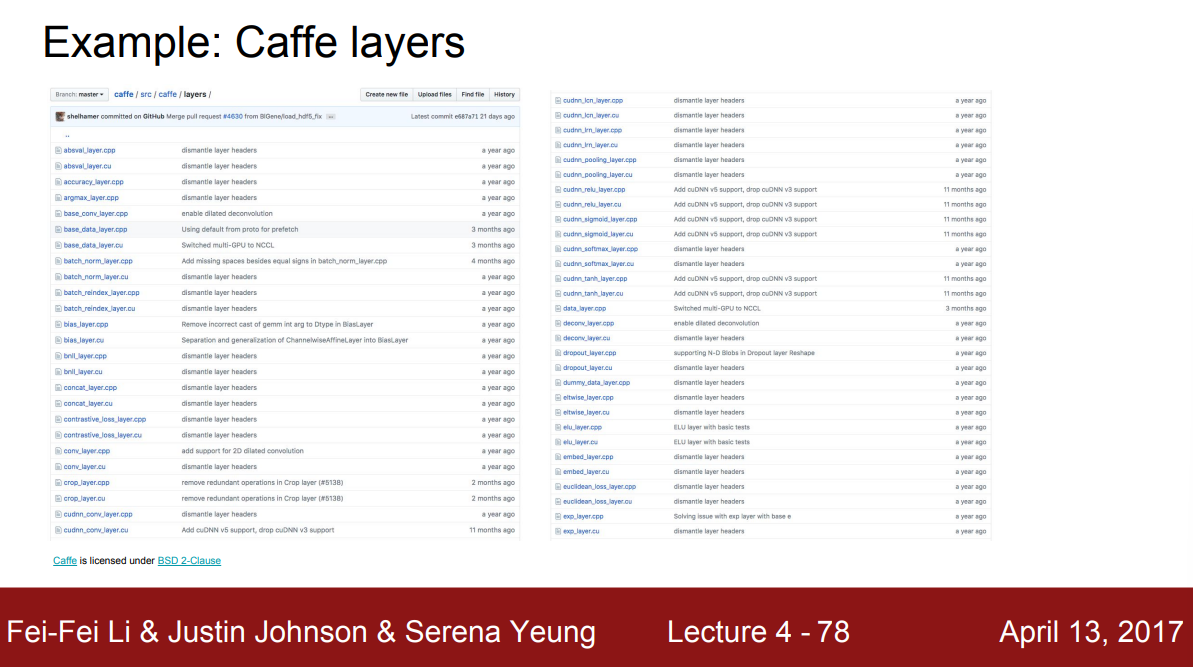 Example: Caffe layers
Branch: master caffe / src / caffe / layers / Create new file Upload files Find file History
shelhamer committed on GitHub Merge pull request #4630 from BIGene/load_hdf5_fix Latest commit e687a71 21 days ago
..
absval_layer.cpp dismantle layer headers a year ago
absval_layer.cu dismantle layer headers a year ago
accuracy_layer.cpp dismantle layer headers a year ago
argmax_layer.cpp dismantle layer headers a year ago
base_conv_layer.cpp enable dilated deconvolution a year ago
base_data_layer.cpp Using default from proto for prefetch 3 months ago
base_data_layer.cu Switched multi-GPU to NCCL 3 months ago
batch_norm_layer.cpp Add missing spaces besides equal signs in batch_norm_layer.cpp 4 months ago
batch_norm_layer.cu dismantle layer headers a year ago
batch_reindex_layer.cpp dismantle layer headers a year ago
batch_reindex_layer.cu dismantle layer headers a year ago
bias_layer.cpp Remove incorrect cast of gemm int arg to Dtype in BiasLayer a year ago
bias_layer.cu Separation and generalization of ChannelwiseAffineLayer into BiasLayer a year ago
bnll_layer.cpp dismantle layer headers a year ago
bnll_layer.cu dismantle layer headers a year ago
concat_layer.cpp dismantle layer headers a year ago
concat_layer.cu dismantle layer headers a year ago
contrastive_loss_layer.cpp dismantle layer headers a year ago
contrastive_loss_layer.cu dismantle layer headers a year ago
conv_layer.cpp add support for 2D dilated convolution a year ago
conv_layer.cu dismantle layer headers a year ago
crop_layer.cpp remove redundant operations in Crop layer (#5138) 2 months ago
crop_layer.cu remove redundant operations in Crop layer (#5138) 2 months ago
cudnn_conv_layer.cpp dismantle layer headers a year ago
cudnn_conv_layer.cu Add cuDNN v5 support, drop cuDNN v3 support 11 months ago
cudnn_lcn_layer.cpp dismantle layer headers a year ago
cudnn_lcn_layer.cu dismantle layer headers a year ago
cudnn_lrn_layer.cpp dismantle layer headers a year ago
cudnn_lrn_layer.cu dismantle layer headers a year ago
cudnn_pooling_layer.cpp dismantle layer headers a year ago
cudnn_pooling_layer.cu dismantle layer headers a year ago
cudnn_relu_layer.cpp Add cuDNN v5 support, drop cuDNN v3 support 11 months ago
cudnn_relu_layer.cu Add cuDNN v5 support, drop cuDNN v3 support 11 months ago
cudnn_sigmoid_layer.cpp Add cuDNN v5 support, drop cuDNN v3 support 11 months ago
cudnn_sigmoid_layer.cu Add cuDNN v5 support, drop cuDNN v3 support 11 months ago
cudnn_softmax_layer.cpp dismantle layer headers a year ago
cudnn_softmax_layer.cu dismantle layer headers a year ago
cudnn_tanh_layer.cpp Add cuDNN v5 support, drop cuDNN v3 support 11 months ago
cudnn_tanh_layer.cu Add cuDNN v5 support, drop cuDNN v3 support 11 months ago
data_layer.cpp Switched multi-GPU to NCCL 3 months ago
deconv_layer.cpp enable dilated deconvolution a year ago
deconv_layer.cu dismantle layer headers a year ago
dropout_layer.cpp supporting N-D Blobs in Dropout layer Reshape a year ago
dropout_layer.cu dismantle layer headers a year ago
dummy_data_layer.cpp dismantle layer headers a year ago
eltwise_layer.cpp dismantle layer headers a year ago
eltwise_layer.cu dismantle layer headers a year ago
elu_layer.cpp ELU layer with basic tests a year ago
elu_layer.cu ELU layer with basic tests a year ago
embed_layer.cpp dismantle layer headers a year ago
embed_layer.cu dismantle layer headers a year ago
euclidean_loss_layer.cpp dismantle layer headers a year ago
euclidean_loss_layer.cu dismantle layer headers a year ago
exp_layer.cpp Solving issue with exp layer with base e a year ago
exp_layer.cu dismantle layer headers a year ago
Caffe is licensed under BSD 2-Clause
Fei-Fei Li & Justin Johnson & Serena Yeung Lecture 4 - 78 April 13, 2017